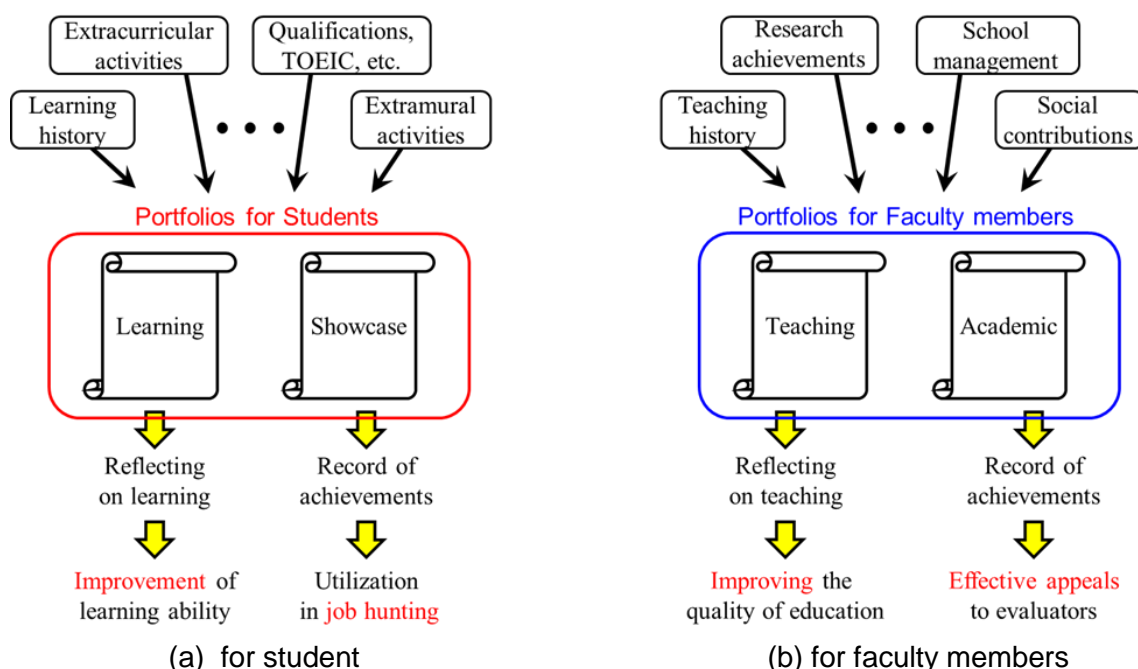 Extracurricular
activities
Qualifications,
TOEIC, etc.
Learning
history
• • •
Extramural
activities
Portfolios for Students
Learning
Showcase
Reflecting
on learning
Record of
achievements
Improvement of
learning ability
Utilization
in job hunting
(a) for student
Research
achievements
School
management
Teaching
history
• • •
Social
contributions
Portfolios for Faculty members
Teaching
Academic
Reflecting
on teaching
Record of
achievements
Improving the
quality of education
Effective appeals
to evaluators
(b) for faculty members